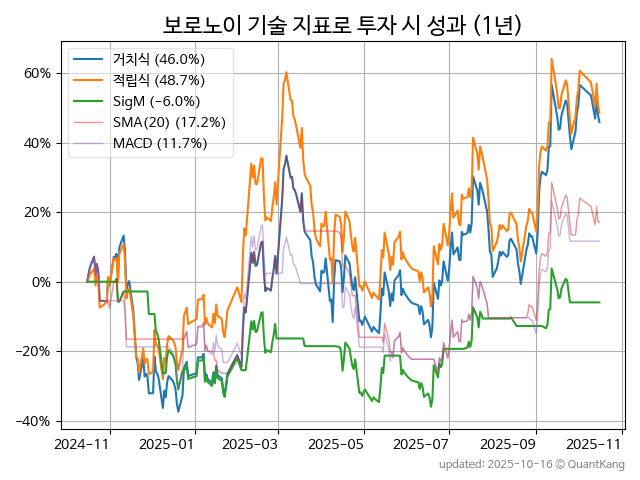 보로노이 기술 지표로 투자 시 성과 (1년)
거치식 (46.0%)
적립식 (48.7%)
SigM (-6.0%)
SMA(20) (17.2%)
MACD (11.7%)
60%
40%
20%
0%
−20%
−40%
2024-11 2025-01 2025-03 2025-05 2025-07 2025-09 2025-11
updated: 2025-10-16 © QuantKang